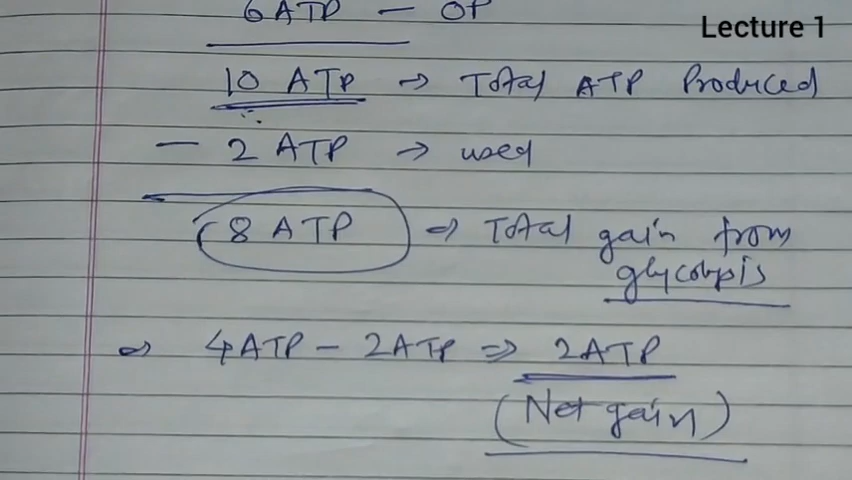 Lecture 1
6 ATP — OP
10 ATP → Total ATP Produced
— 2 ATP → used
8 ATP ⇒ Total gain from
glycolysis
⇒ 4ATP – 2ATP ⇒ 2ATP
(Net gain)